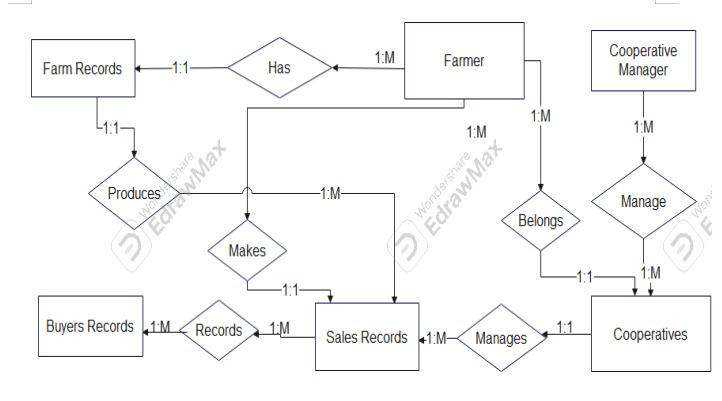 Cooperative
Manager
Farmer
1:M
Has
1:1
Farm Records
1:M
1:M
1:M
1:1
Produces
1:M
Manage
Belongs
Makes
1:M
1:1
1:1
Buyers Records
1:M
Records
1:M
Sales Records
1:M
Manages
1:1
Cooperatives
Wondershare
EdrawMax
Wondershare
EdrawMax